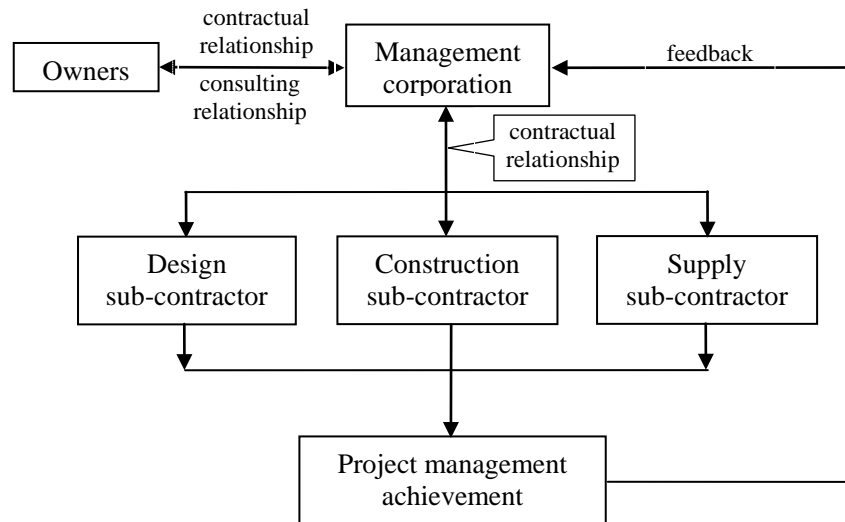 contractual
relationship
Owners
consulting
relationship
Management
corporation
feedback
contractual
relationship
Design
sub-contractor
Construction
sub-contractor
Supply
sub-contractor
Project management
achievement